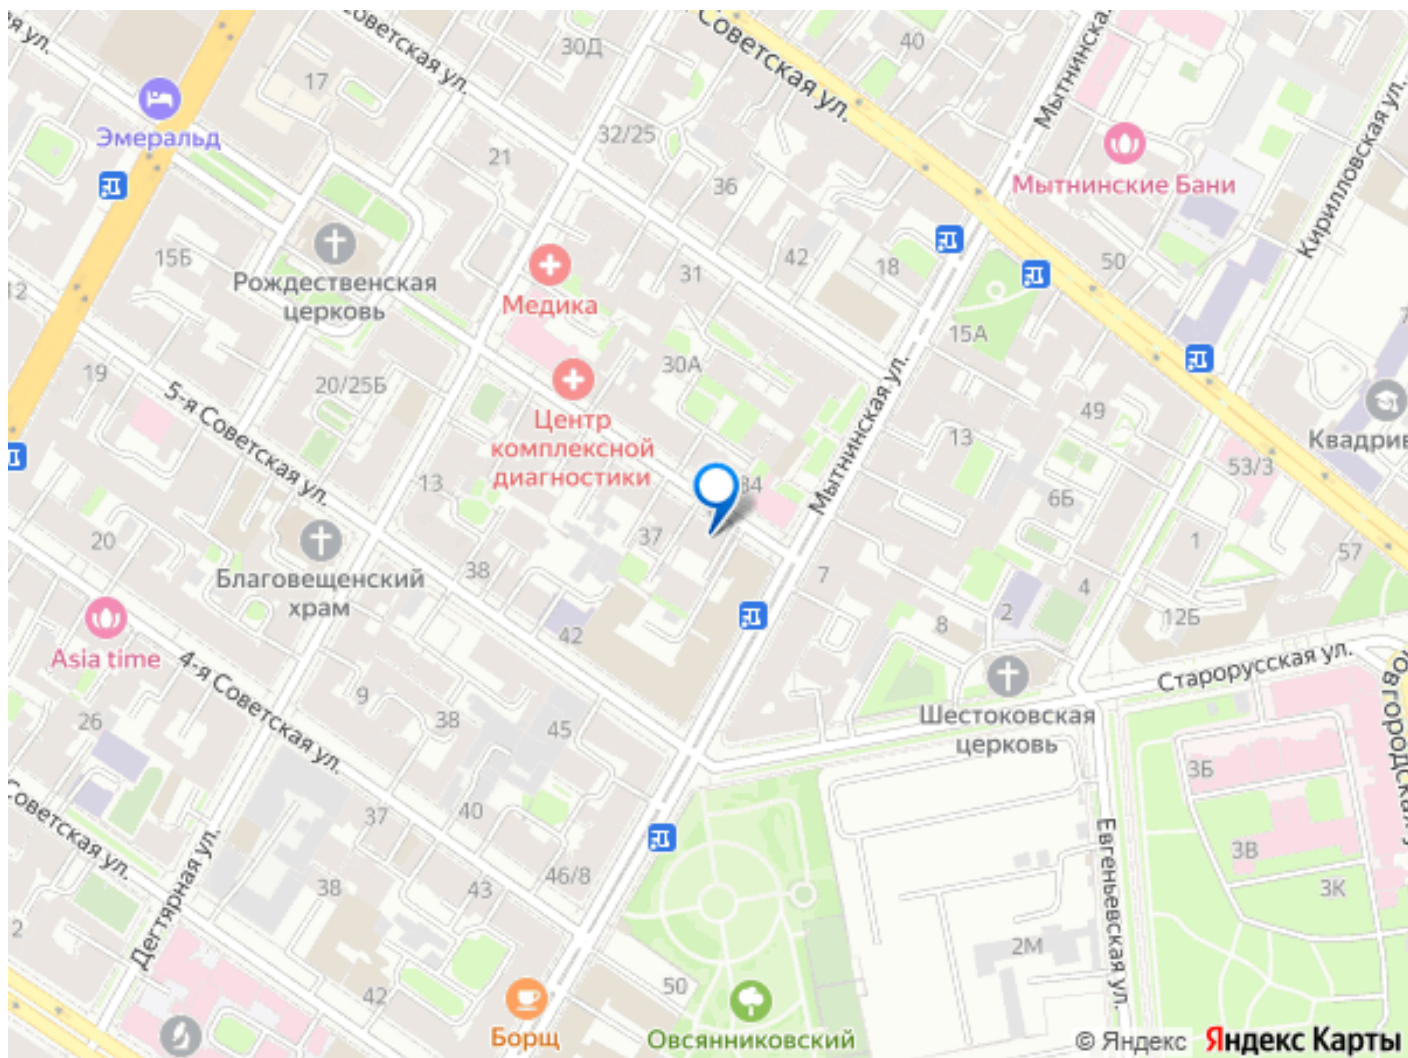 я ул.
Советская ул.
30Д
40
Советская ул.
Мытнинская
17
Эмеральд
32/25
21
36
Мытнинские Бани
Кирилловская ул.
15Б
Рождественская
церковь
Медика
31
42
18
50
12
15А
30А
19
20/25Б
5-я Советская ул.
Центр
комплексной
диагностики
Мытнинская ул.
49
13
Квадрив
53/3
13
34
6Б
20
38
37
1
57
Благовещенский
храм
7
4
2
12Б
8
42
Asia time
4-я Советская ул.
Старорусская ул.
Новгородская у
9
26
38
45
Шестоковская
церковь
3Б
Советская ул.
37
40
Дегтярная ул.
Евгеньевская ул.
3В
38
43
46/8
3К
2
2М
42
50
Борщ
Овсянниковский
© Яндекс Яндекс Карты